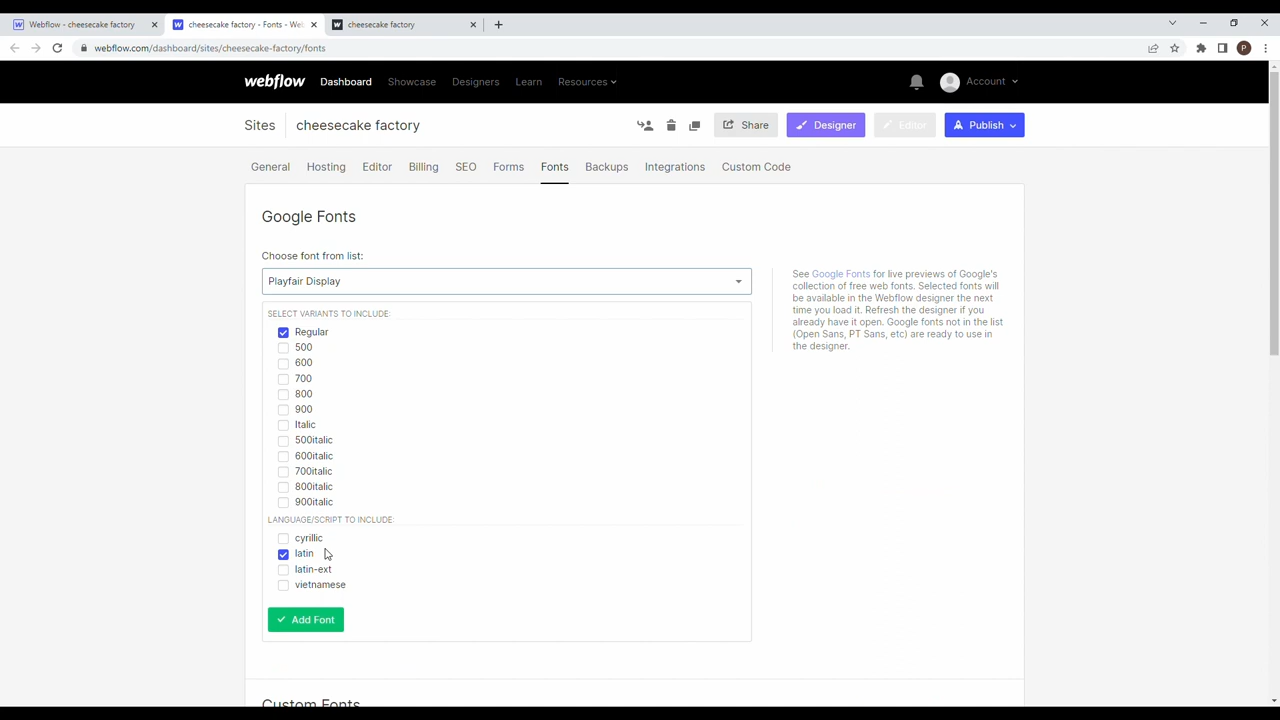 Webflow - cheesecake factory
cheesecake factory - Fonts - We
cheesecake factory
webflow.com/dashboard/sites/cheesecake-factory/fonts
P
webflow Dashboard Showcase Designers Learn Resources
Account
Sites cheesecake factory
Share Designer Editor Publish
General Hosting Editor Billing SEO Forms Fonts Backups Integrations Custom Code
Google Fonts
Choose font from list:
Playfair Display
SELECT VARIANTS TO INCLUDE:
Regular
500
600
700
800
900
Italic
500italic
600italic
700italic
800italic
900italic
LANGUAGE/SCRIPT TO INCLUDE:
cyrillic
latin
latin-ext
vietnamese
Add Font
See Google Fonts for live previews of Google's
collection of free web fonts. Selected fonts will
be available in the Webflow designer the next
time you load it. Refresh the designer if you
already have it open. Google fonts not in the list
(Open Sans, PT Sans, etc) are ready to use in
the designer.
Custom Fonts